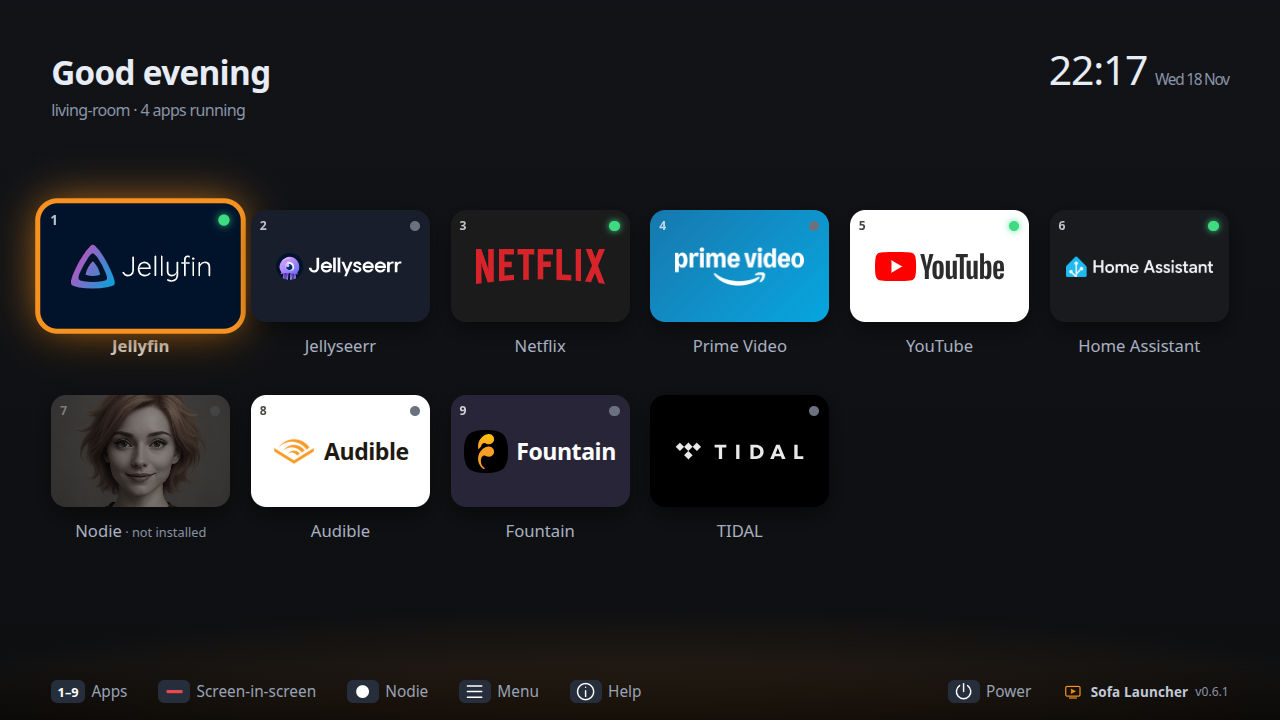 Good evening
22:17 Wed 18 Nov
living-room · 4 apps running
1
Jellyfin
2
Jellyseerr
3
NETFLIX
4
prime video
5
YouTube
6
Home Assistant
Jellyfin
Jellyseerr
Netflix
Prime Video
YouTube
Home Assistant
7
8
Audible
9
Fountain
TIDAL
Nodie · not installed
Audible
Fountain
TIDAL
1–9 Apps
Screen-in-screen
Nodie
Menu
Help
Power
Sofa Launcher v0.6.1